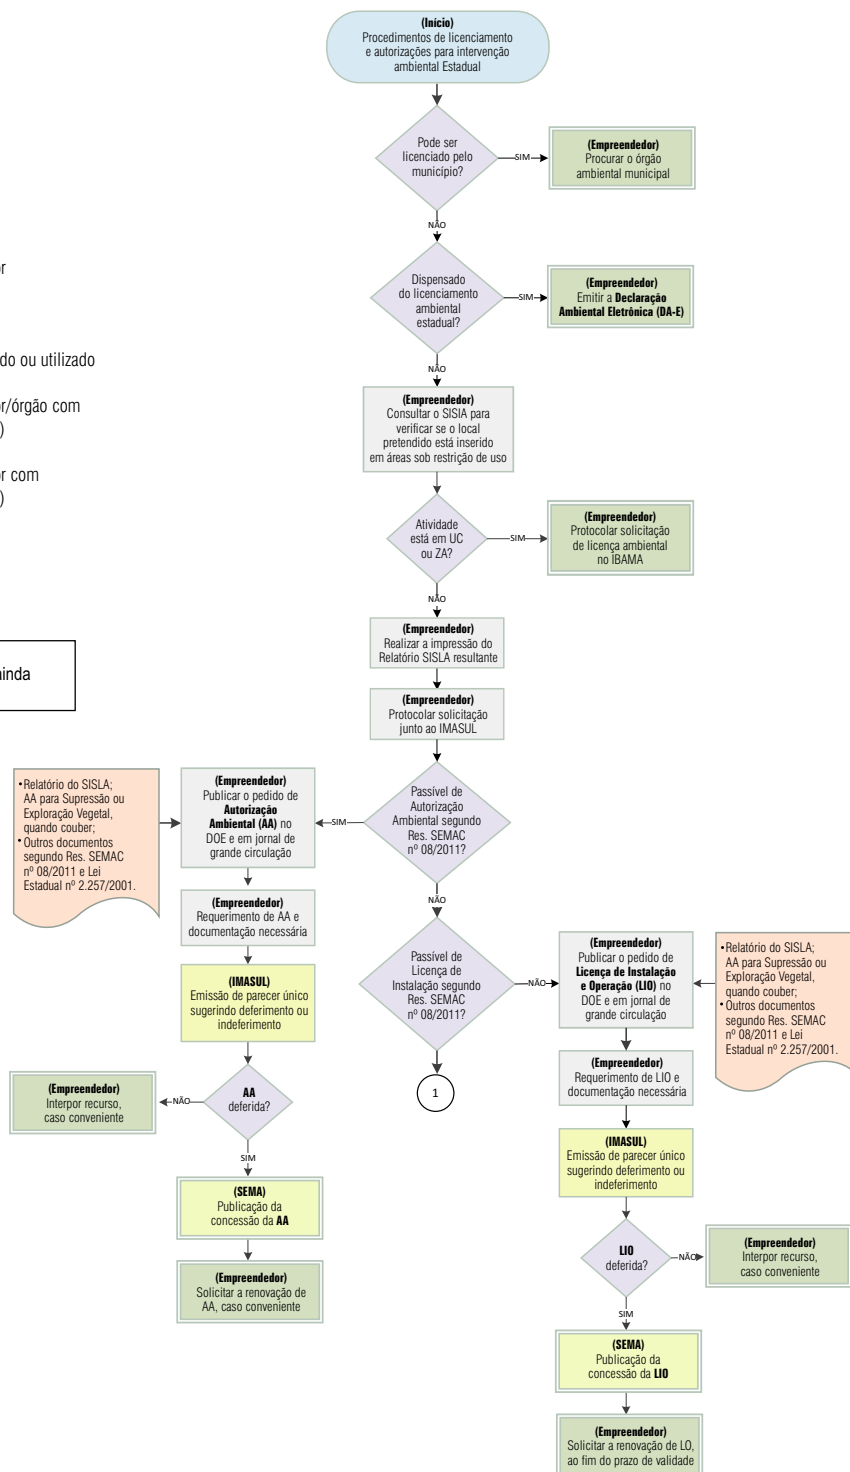 (Início)
Procedimentos de licenciamento
e autorizações para intervenção
ambiental Estadual
Pode ser
licenciado pelo
município?
SIM
(Empreendedor)
Procurar o órgão
ambiental municipal
NÃO
Dispensado
do licenciamento
ambiental
estadual?
SIM
(Empreendedor)
Emitir a Declaração
Ambiental Eletrônica (DA-E)
NÃO
or
do ou utilizado
or/órgão com
)
or com
)
ainda
(Empreendedor)
Consultar o SISIA para
verificar se o local
pretendido está inserido
em áreas sob restrição de uso
Atividade
está em UC
ou ZA?
SIM
(Empreendedor)
Protocolar solicitação
de licença ambiental
no IBAMA
NÃO
(Empreendedor)
Realizar a impressão do
Relatório SISLA resultante
(Empreendedor)
Protocolar solicitação
junto ao IMASUL
Passível de
Autorização
Ambiental segundo
Res. SEMAC
nº 08/2011?
SIM
(Empreendedor)
Publicar o pedido de
Autorização
Ambiental (AA) no
DOE e em jornal de
grande circulação
•Relatório do SISLA;
AA para Supressão ou
Exploração Vegetal,
quando couber;
•Outros documentos
segundo Res. SEMAC
nº 08/2011 e Lei
Estadual nº 2.257/2001.
(Empreendedor)
Requerimento de AA e
documentação necessária
(IMASUL)
Emissão de parecer único
sugerindo deferimento ou
indeferimento
AA
deferida?
NÃO
(Empreendedor)
Interpor recurso,
caso conveniente
SIM
(SEMA)
Publicação da
concessão da AA
(Empreendedor)
Solicitar a renovação de
AA, caso conveniente
NÃO
Passível de
Licença de
Instalação segundo
Res. SEMAC
nº 08/2011?
1
NÃO
(Empreendedor)
Publicar o pedido de
Licença de Instalação
e Operação (LIO) no
DOE e em jornal de
grande circulação
•Relatório do SISLA;
AA para Supressão ou
Exploração Vegetal,
quando couber;
•Outros documentos
segundo Res. SEMAC
nº 08/2011 e Lei
Estadual nº 2.257/2001.
(Empreendedor)
Requerimento de LIO e
documentação necessária
(IMASUL)
Emissão de parecer único
sugerindo deferimento ou
indeferimento
LIO
deferida?
NÃO
(Empreendedor)
Interpor recurso,
caso conveniente
SIM
(SEMA)
Publicação da
concessão da LIO
(Empreendedor)
Solicitar a renovação de LO,
ao fim do prazo de validade